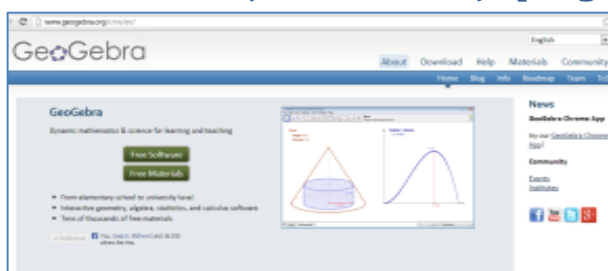 www.geogebra.org/cms/en/
English
GeoGebra
About Download Help Materials Community
Home Blog Info Roadmap Team
GeoGebra
Dynamic mathematics & science for learning and teaching
Free Software
Free Materials
From elementary school to university level
Interactive geometry, algebra, statistics, and calculus software
Tens of thousands of free materials
others like this.
News
GeoGebra Chrome App
Try our GeoGebra Chrome
App!
Community
Events
Institutes